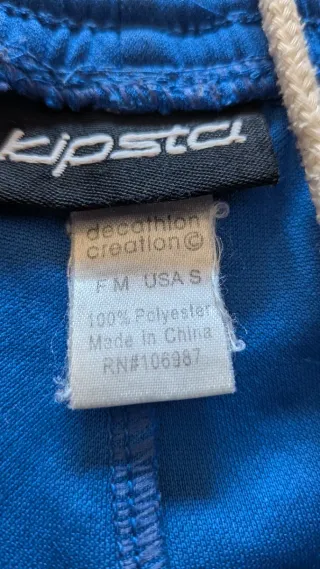 kipsta
decathlon
creation©
F M USA S
100% Polyester
Made in China
RN#106987